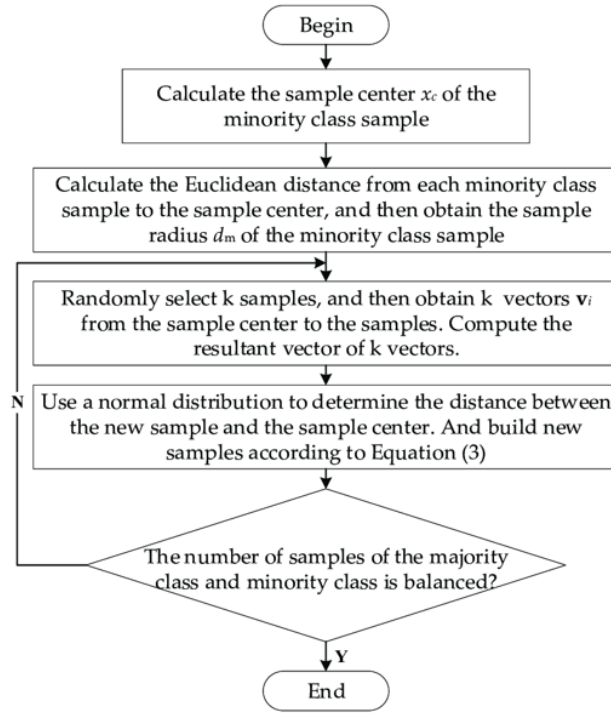 Begin
Calculate the sample center xc of the
minority class sample
Calculate the Euclidean distance from each minority class
sample to the sample center, and then obtain the sample
radius dm of the minority class sample
Randomly select k samples, and then obtain k vectors vi
from the sample center to the samples. Compute the
resultant vector of k vectors.
N
Use a normal distribution to determine the distance between
the new sample and the sample center. And build new
samples according to Equation (3)
The number of samples of the majority
class and minority class is balanced?
Y
End